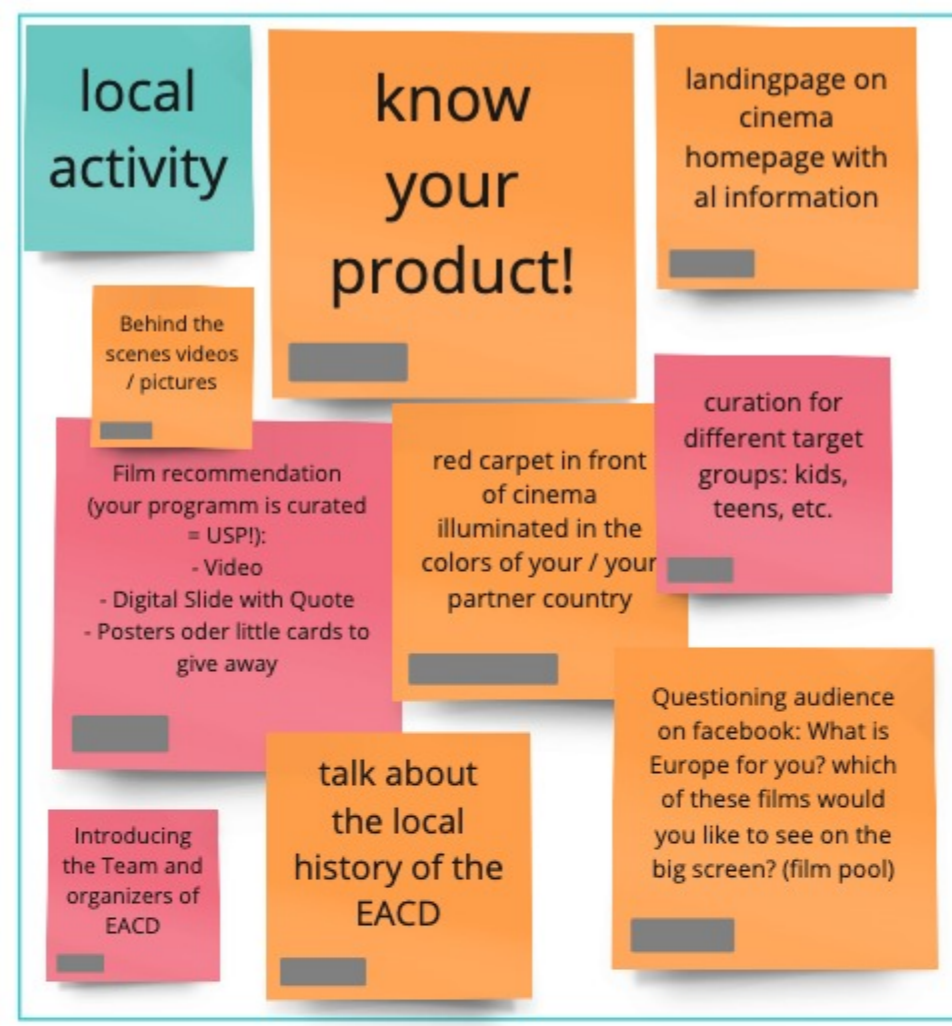 local
activity
know
your
product!
landingpage on
cinema
homepage with
al information
Behind the
scenes videos
/ pictures
Film recommendation
(your programm is curated
= USP!):
- Video
- Digital Slide with Quote
- Posters oder little cards to
give away
red carpet in front
of cinema
illuminated in the
colors of your / your
partner country
curation for
different target
groups: kids,
teens, etc.
Introducing
the Team and
organizers of
EACD
talk about
the local
history of the
EACD
Questioning audience
on facebook: What is
Europe for you? which
of these films would
you like to see on the
big screen? (film pool)